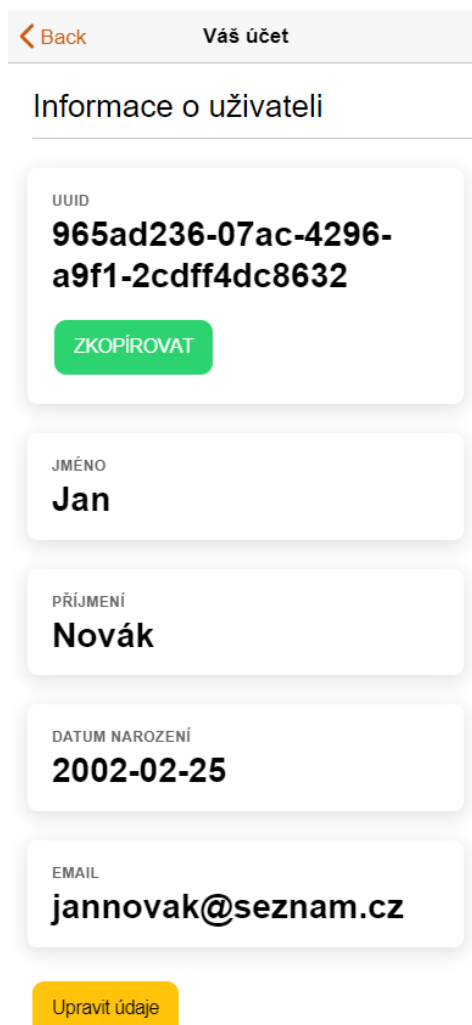 Back
Váš účet
Informace o uživateli
UUID
965ad236-07ac-4296-
a9f1-2cdff4dc8632
ZKOPÍROVAT
JMÉNO
Jan
PŘÍJMENÍ
Novák
DATUM NAROZENÍ
2002-02-25
EMAIL
jannovak@seznam.cz
Upravit údaje